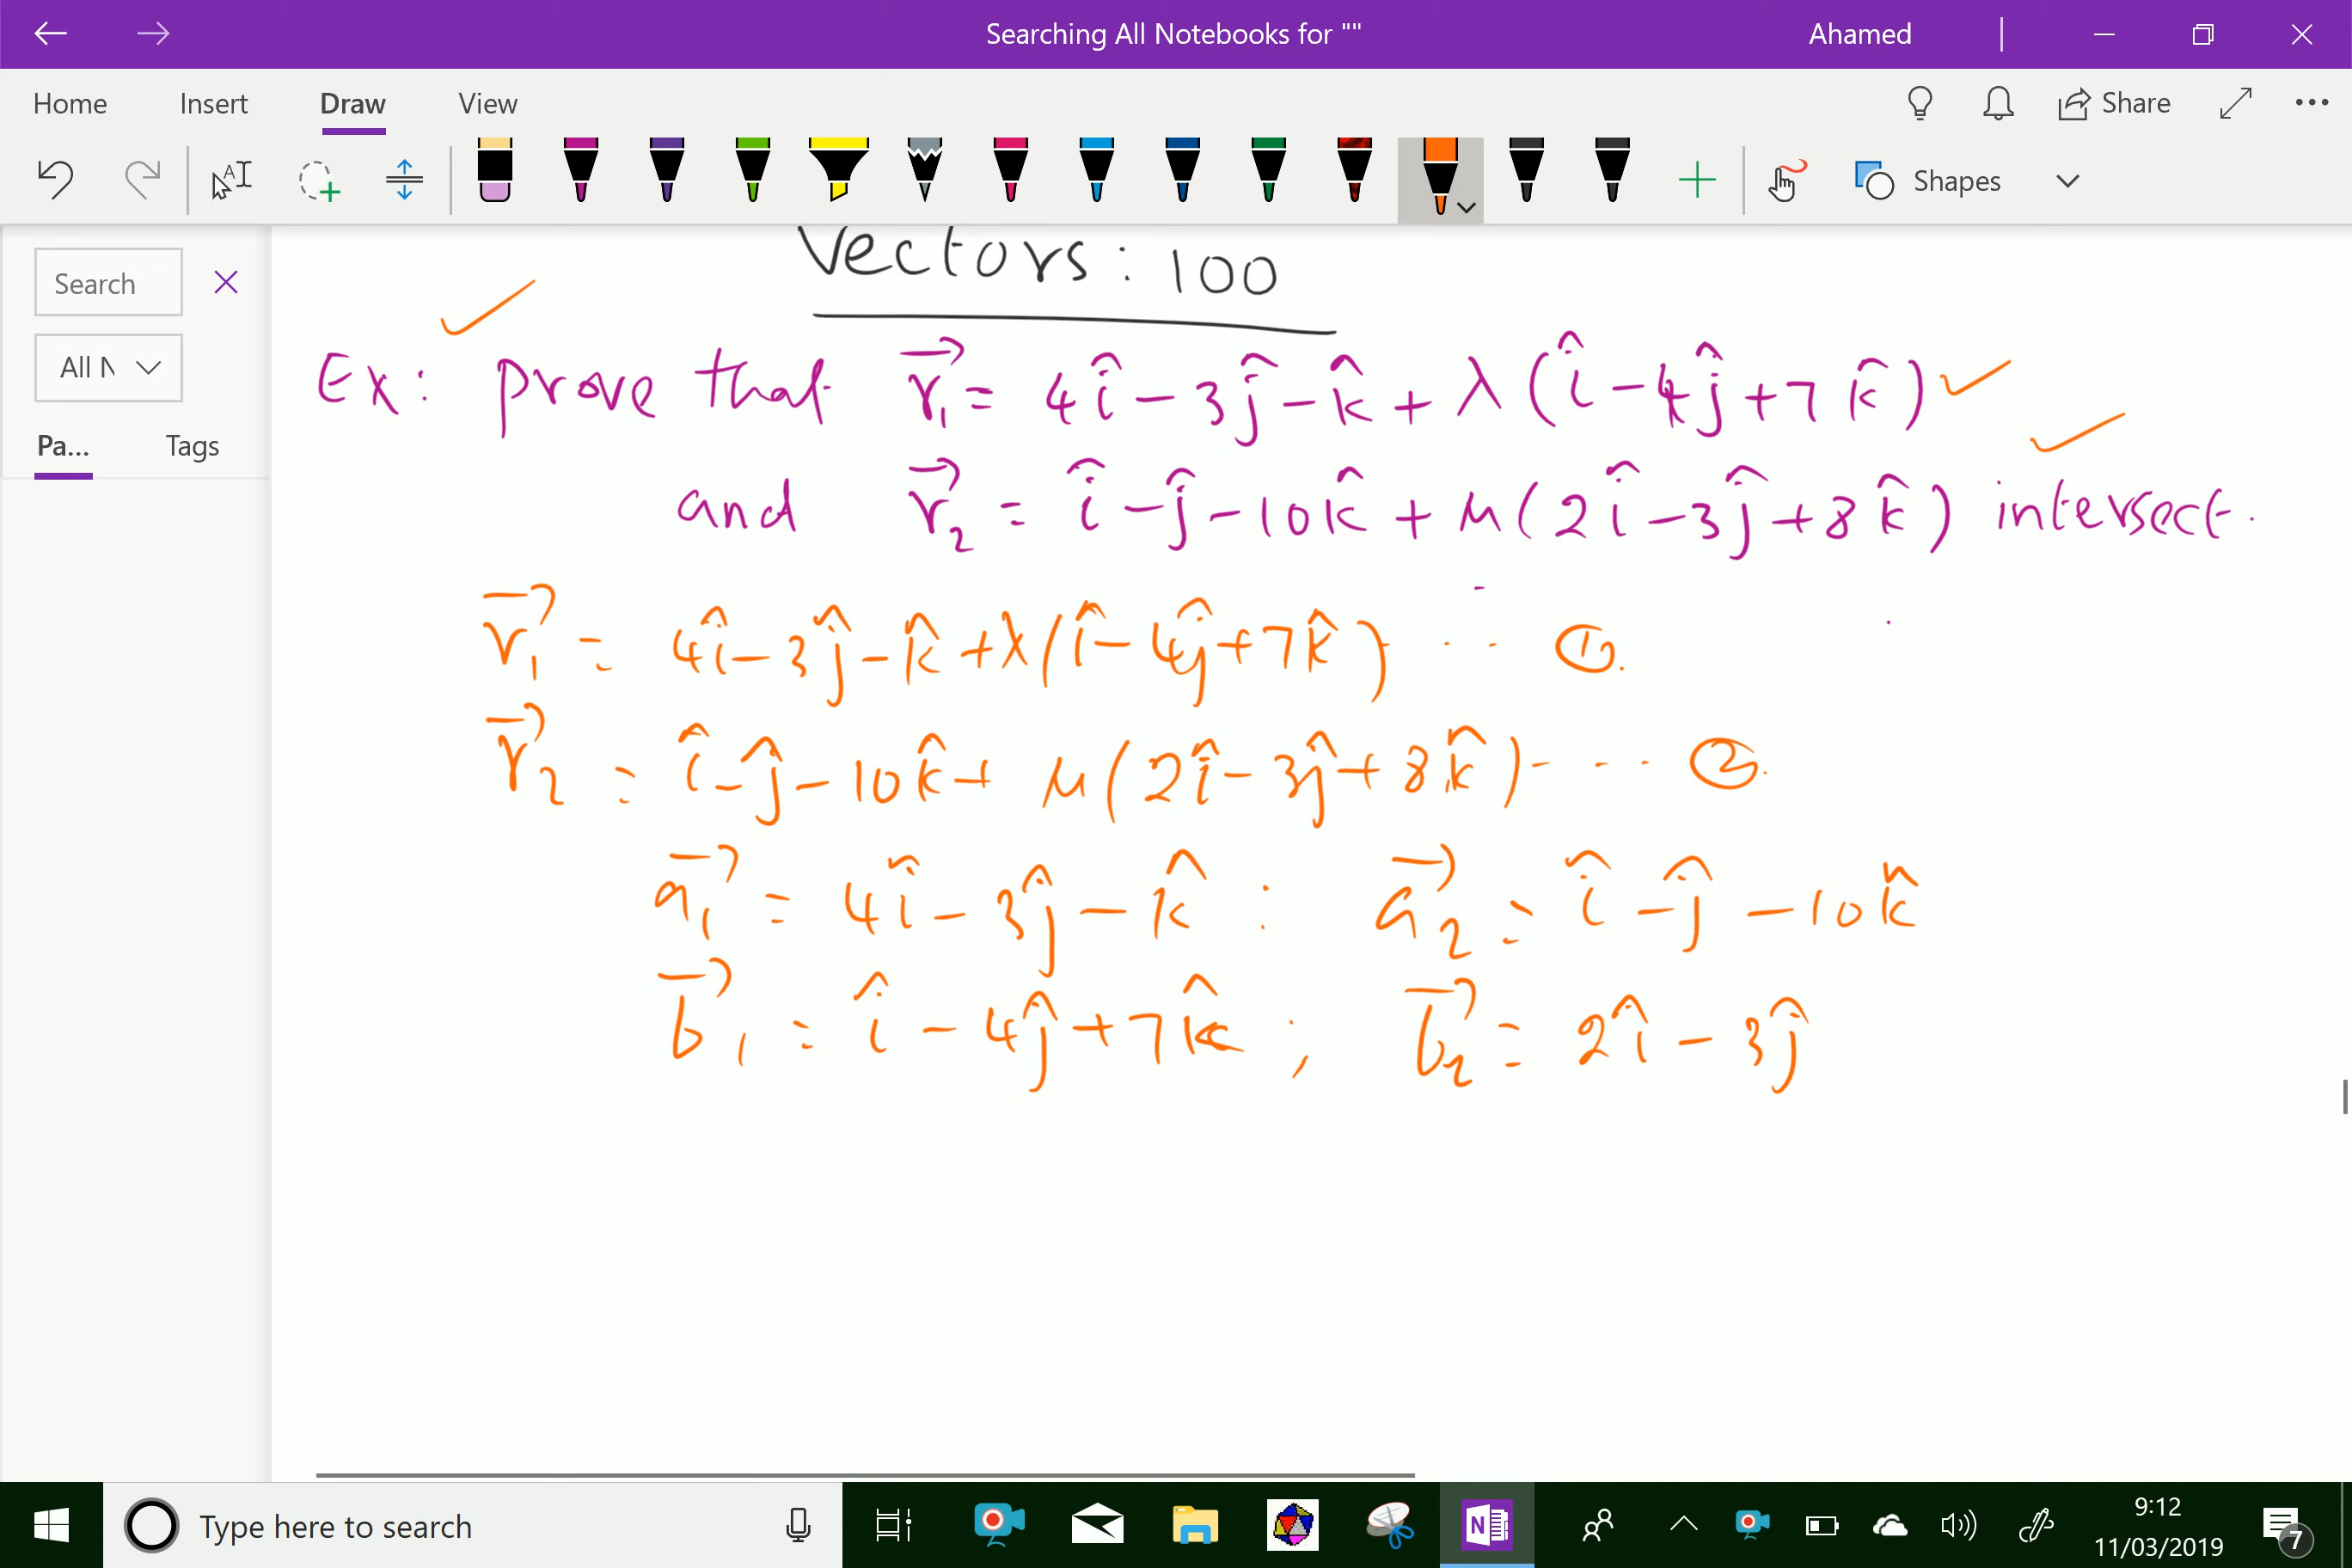 Searching All Notebooks for ""
Ahamed
Home Insert Draw View
Share
Shapes
Search
All N
Pa... Tags
Vectors : 100
Ex: prove that r⃗₁ = 4î − 3ĵ − k̂ + λ(î − 4ĵ + 7k̂)
and r⃗₂ = î − ĵ − 10k̂ + μ(2î − 3ĵ + 8k̂) intersect.
r⃗₁ = 4î − 3ĵ − k̂ + λ(î − 4ĵ + 7k̂) ... ①.
r⃗₂ = î − ĵ − 10k̂ + μ(2î − 3ĵ + 8k̂) ... ②.
a⃗₁ = 4î − 3ĵ − k̂ : a⃗₂ = î − ĵ − 10k̂
b⃗₁ = î − 4ĵ + 7k̂ ; b⃗₂ = 2î − 3ĵ
Type here to search
9:12
11/03/2019
7